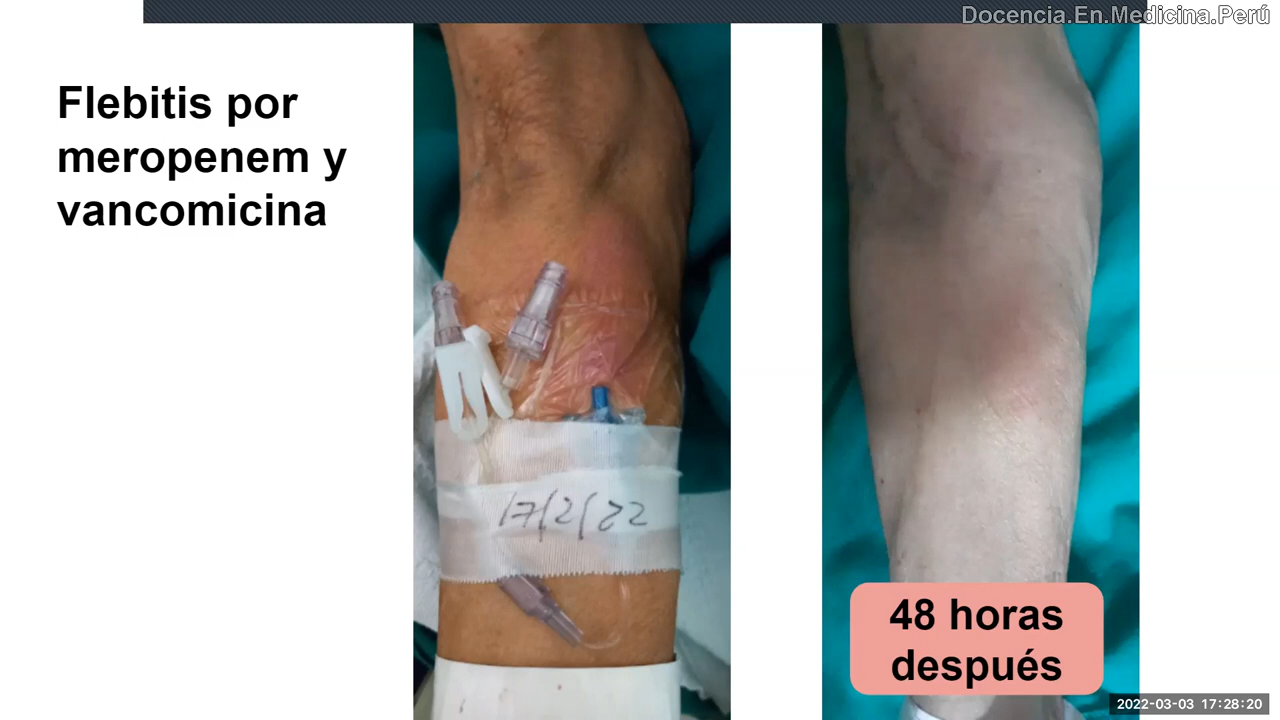 Docencia.En.Medicina.Perú
Flebitis por
meropenem y
vancomicina
17/2/22
48 horas
después
2022-03-03 17:28:20